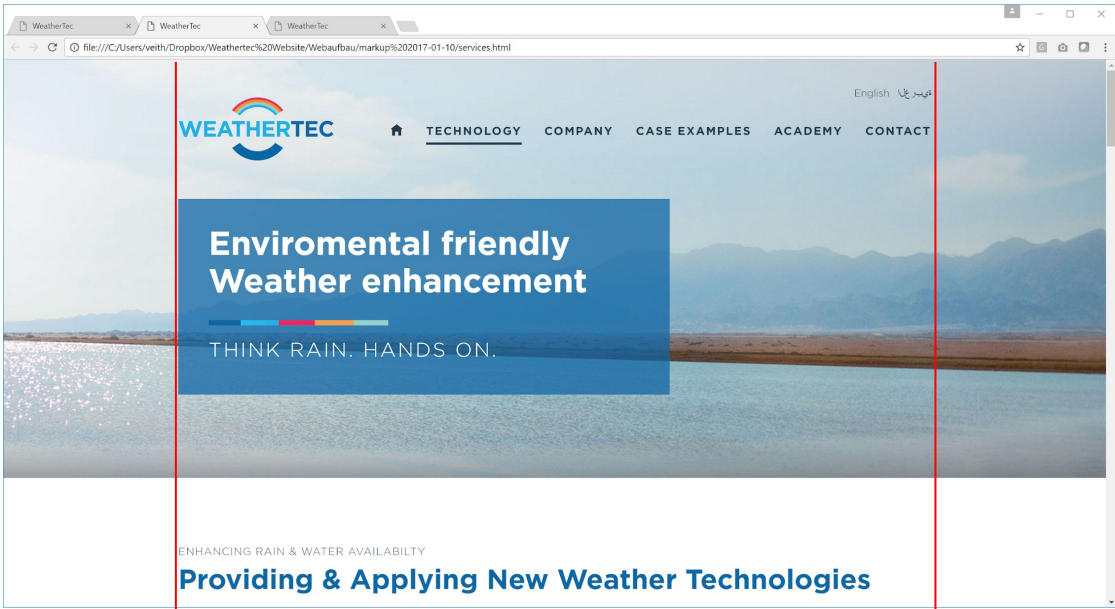 WeatherTec
WeatherTec
WeatherTec
file:///C:/Users/veith/Dropbox/Weathertec%20Website/Webaufbau/markup%202017-01-10/services.html
English ةيبرعلا
WEATHERTEC
TECHNOLOGY COMPANY CASE EXAMPLES ACADEMY CONTACT
Enviromental friendly
Weather enhancement
THINK RAIN. HANDS ON.
ENHANCING RAIN & WATER AVAILABILTY
Providing & Applying New Weather Technologies